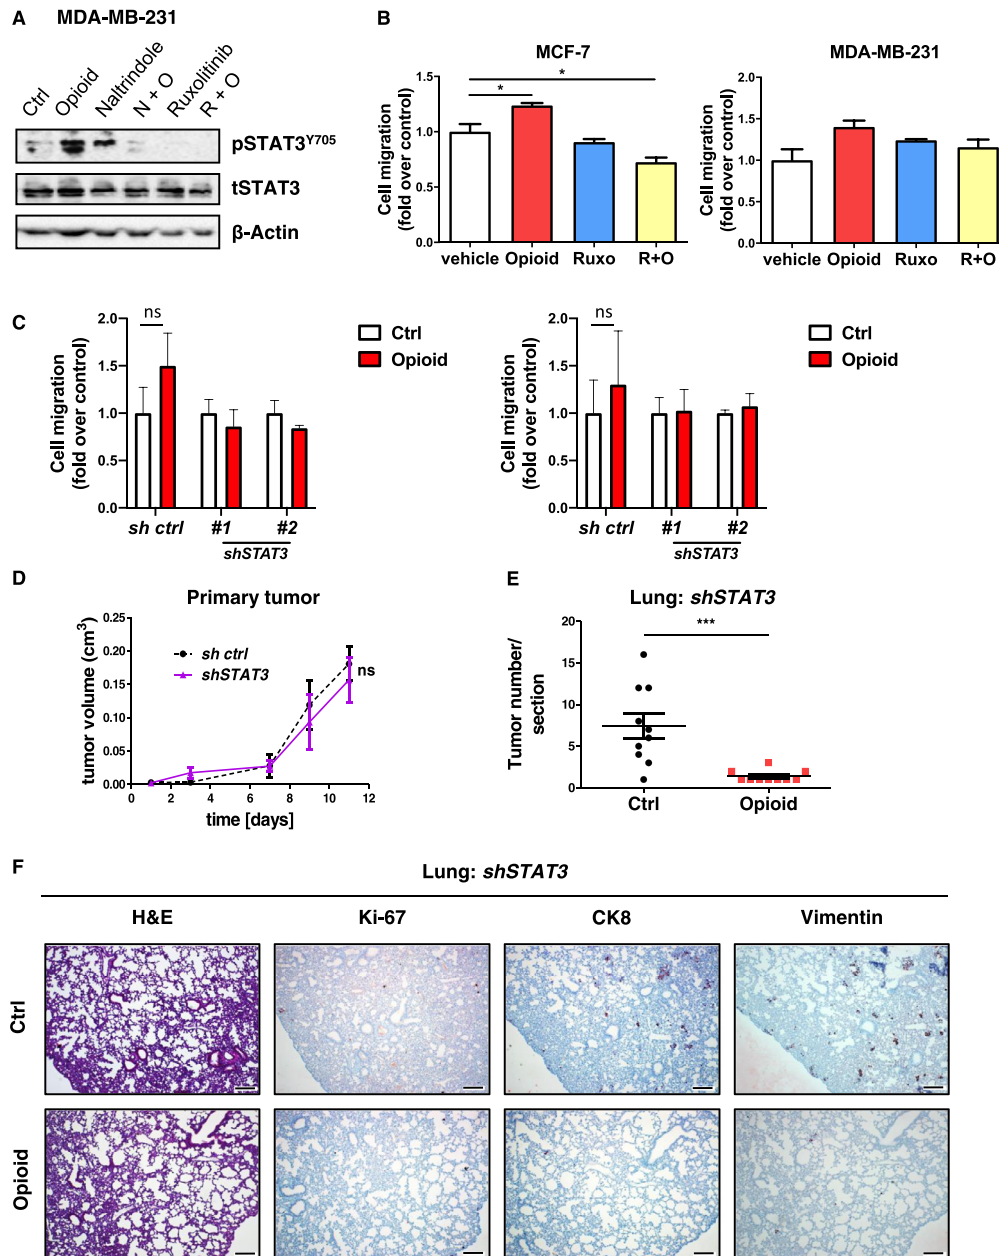 A
MDA-MB-231
Ctrl
Opioid
Naltrindole
N + O
Ruxolitinib
R + O
pSTAT3Y705
tSTAT3
β-Actin
B
MCF-7
Cell migration
(fold over control)
1.5
1.0
0.5
0.0
*
*
vehicle Opioid Ruxo R+O
MDA-MB-231
Cell migration
(fold over control)
2.0
1.5
1.0
0.5
0.0
vehicle Opioid Ruxo R+O
C
Cell migration
(fold over control)
2.0
1.5
1.0
0.5
0.0
ns
Ctrl
Opioid
sh ctrl #1 #2
shSTAT3
Cell migration
(fold over control)
2.0
1.5
1.0
0.5
0.0
ns
Ctrl
Opioid
sh ctrl #1 #2
shSTAT3
D
Primary tumor
tumor volume (cm3)
0.25
0.20
0.15
0.10
0.05
0.00
sh ctrl
shSTAT3
ns
0 2 4 6 8 10 12
time [days]
E
Lung: shSTAT3
Tumor number/
section
20
15
10
5
0
***
Ctrl Opioid
F
Lung: shSTAT3
H&E Ki-67 CK8 Vimentin
Ctrl
Opioid